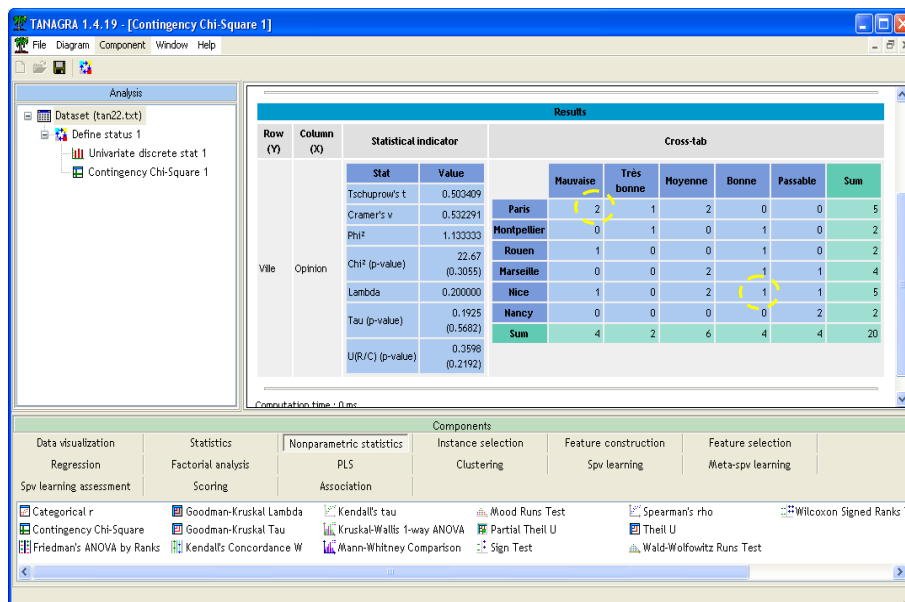 TANAGRA 1.4.19 - [Contingency Chi-Square 1]
File Diagram Component Window Help
Analysis
Dataset (tan22.txt)
Define status 1
Univariate discrete stat 1
Contingency Chi-Square 1
Results
Row (Y) Column (X) Statistical indicator Cross-tab
Ville Opinion
Stat Value
Tschuprow's t 0.503409
Cramer's v 0.532291
Phi² 1.133333
Chi² (p-value) 22.67 (0.3055)
Lambda 0.200000
Tau (p-value) 0.1925 (0.5682)
U(R/C) (p-value) 0.3598 (0.2192)
Mauvaise Très bonne Moyenne Bonne Passable Sum
Paris 2 1 2 0 0 5
Montpellier 0 1 0 1 0 2
Rouen 1 0 0 1 0 2
Marseille 0 0 2 1 1 4
Nice 1 0 2 1 1 5
Nancy 0 0 0 0 2 2
Sum 4 2 6 4 4 20
Computation time : 0 ms.
Components
Data visualization Statistics Nonparametric statistics Instance selection Feature construction Feature selection
Regression Factorial analysis PLS Clustering Spv learning Meta-spv learning
Spv learning assessment Scoring Association
Categorical r Goodman-Kruskal Lambda Kendall's tau Mood Runs Test Spearman's rho Wilcoxon Signed Ranks
Contingency Chi-Square Goodman-Kruskal Tau Kruskal-Wallis 1-way ANOVA Partial Theil U Theil U
Friedman's ANOVA by Ranks Kendall's Concordance W Mann-Whitney Comparison Sign Test Wald-Wolfowitz Runs Test